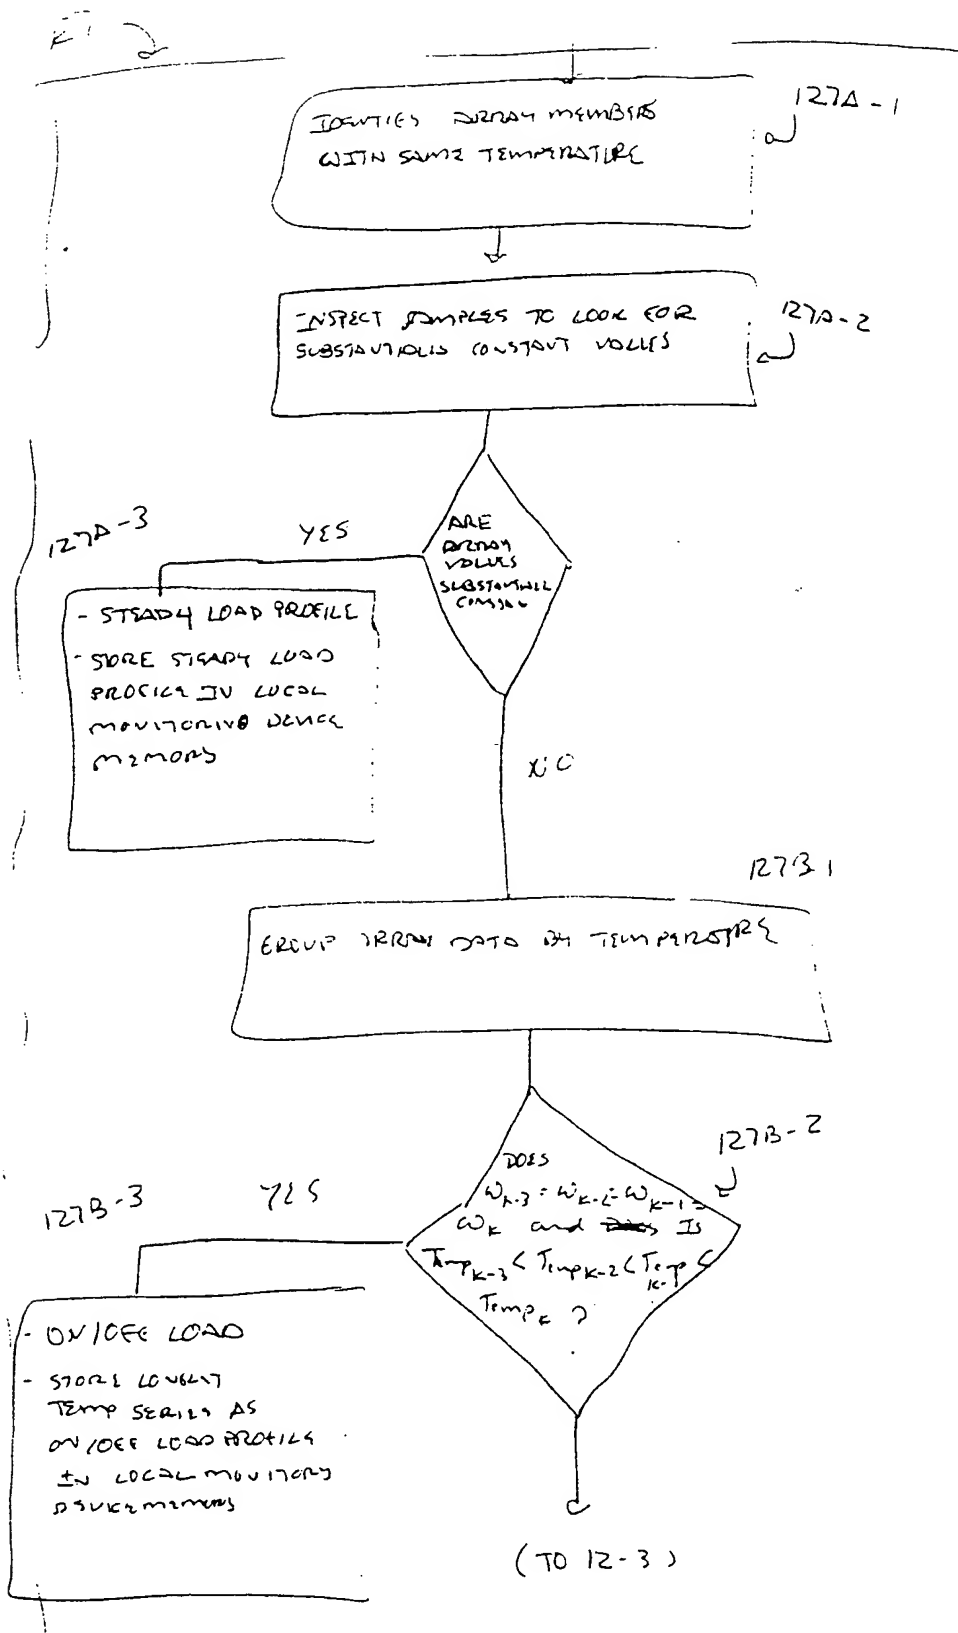 127A-1
IDENTIFIES ARRAY MEMBERS
WITH SAME TEMPERATURE
127A-2
INSPECT SAMPLES TO LOOK FOR
SUBSTANTIALLY CONSTANT VALUES
127A-3
YES
ARE
ARRAY
VALUES
SUBSTANTIALL
- STEADY LOAD PROFILE
- STORE STEADY LOAD
PROFILE IN LOCAL
MONITORING DEVICE
MEMORY
NO
127B-1
GROUP ARRAY DATA BY TEMPERATURE
127B-2
DOES
ω_{k-3} = ω_{k-2} = ω_{k-1} =
ω_k and Is
Temp_{k-3} < Temp_{k-2} < Temp_{k-1} <
Temp_k ?
127B-3
YES
- ON/OFF LOAD
- STORE LONGEST
TEMP SERIES AS
ON/OFF LOAD PROFILE
IN LOCAL MONITORY
DEVICE MEMORY
(TO 12-3)